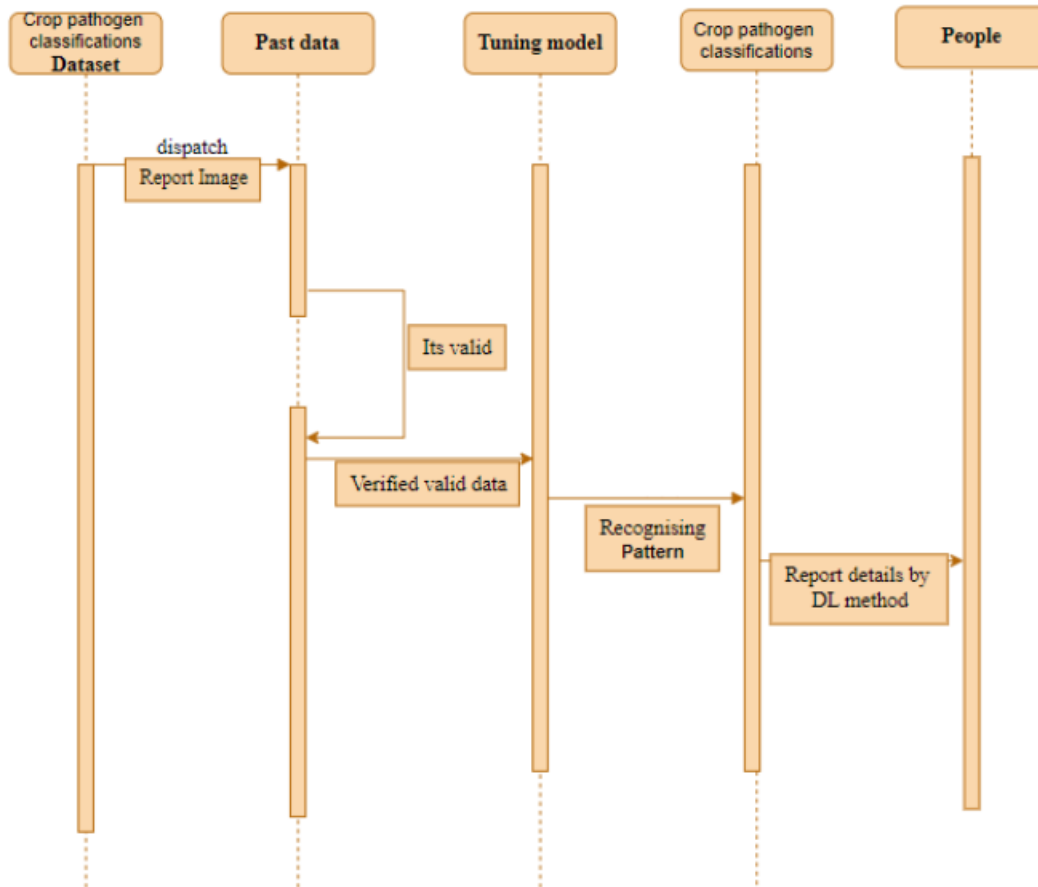 Crop pathogen
classifications
Dataset
Past data
Tuning model
Crop pathogen
classifications
People
dispatch
Report Image
Its valid
Verified valid data
Recognising
Pattern
Report details by
DL method